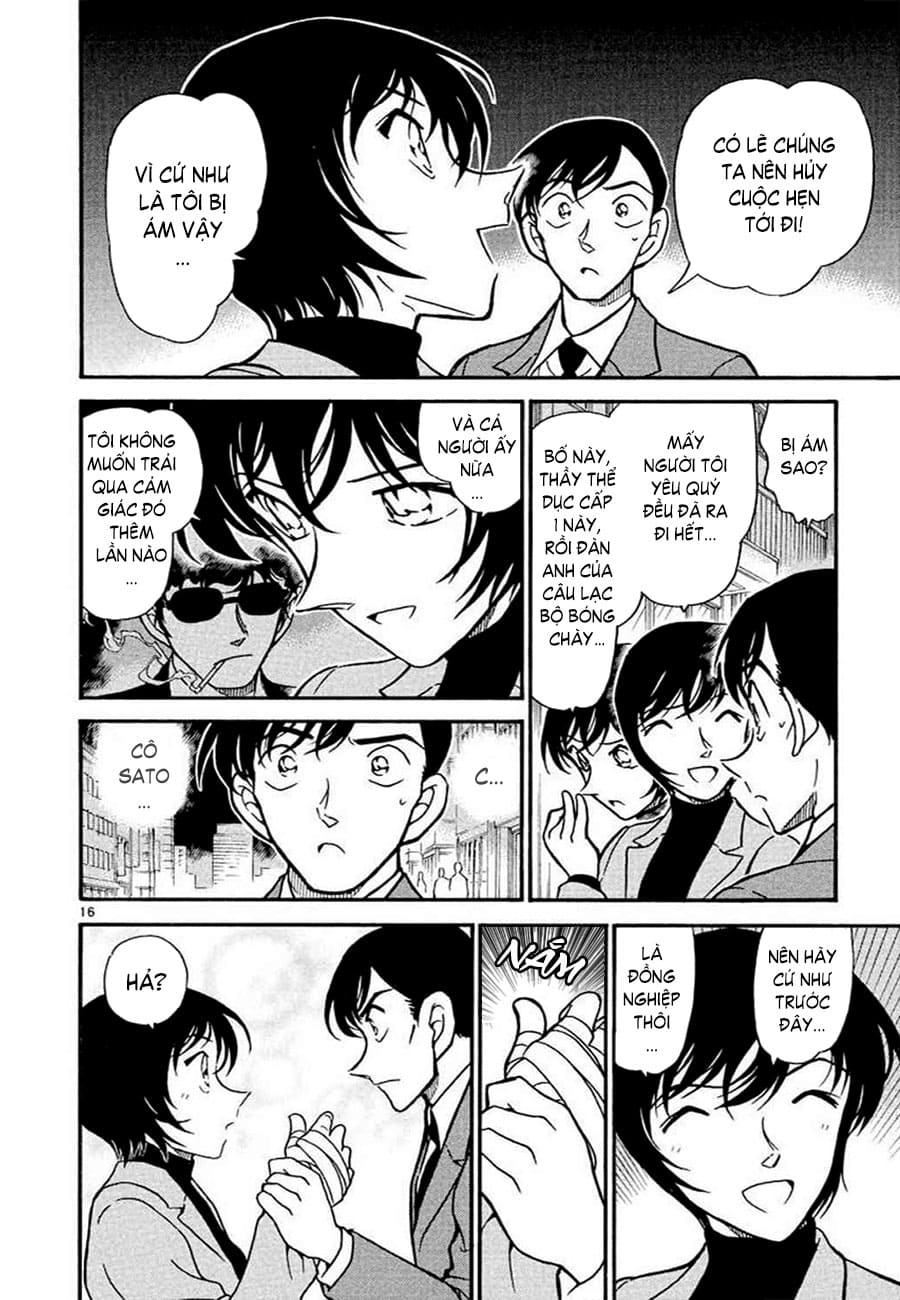 CÓ LẼ CHÚNG
TA NÊN HỦY
CUỘC HẸN
TỚI ĐI!
VÌ CỨ NHƯ
LÀ TÔI BỊ
ÁM VẬY
...
BỊ ÁM
SAO?
MẤY
NGƯỜI TÔI
YÊU QUÝ
ĐỀU ĐÃ RA
ĐI HẾT...
BỐ NÀY,
THẦY THỂ
DỤC CẤP
1 NÀY,
RỒI ĐÀN
ANH CỦA
CÂU LẠC
BỘ BÓNG
CHÀY...
VÀ CẢ
NGƯỜI ẤY
NỮA
...
TÔI KHÔNG
MUỐN TRẢI
QUA CẢM
GIÁC ĐÓ
THÊM
LẦN NÀO
...
C...
CÔ
SATO
...
16
NÊN HÃY
CỨ NHƯ
TRƯỚC
ĐÂY...
LÀ
ĐỒNG
NGHIỆP
THÔI
...
NẮM
HẢ?